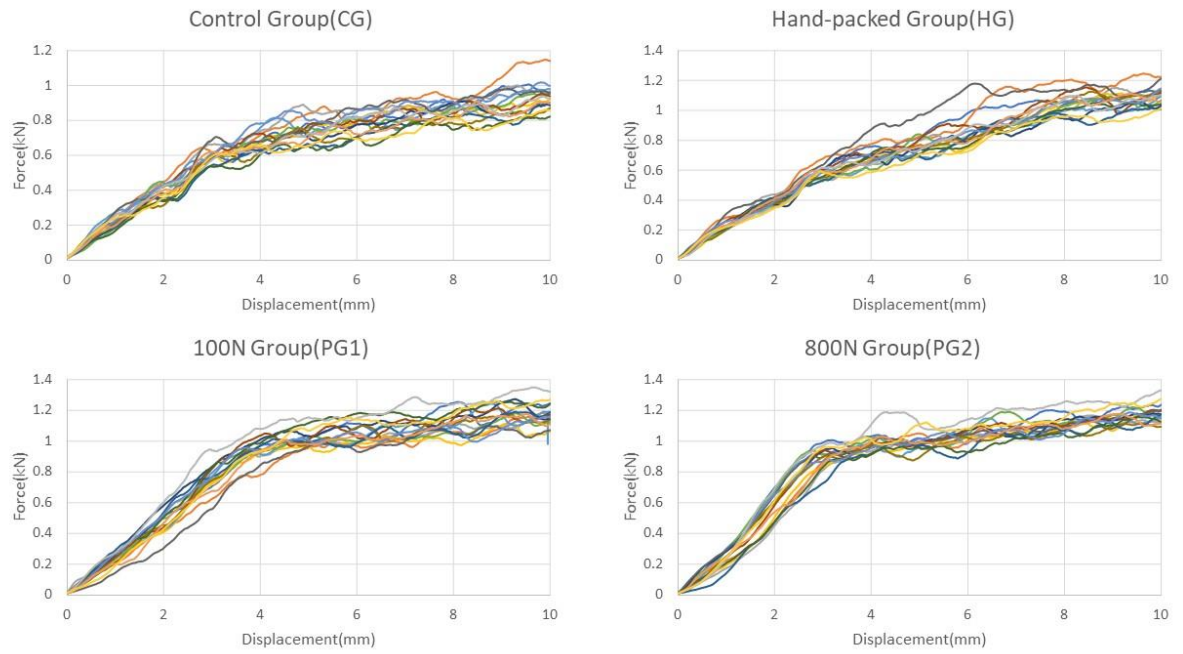 Control Group(CG)
1.2
1
0.8
0.6
0.4
0.2
0
Force(kN)
0 2 4 6 8 10
Displacement(mm)
Hand-packed Group(HG)
1.4
1.2
1.0
0.8
0.6
0.4
0.2
0
Force(kN)
0 2 4 6 8 10
Displacement(mm)
100N Group(PG1)
1.4
1.2
1
0.8
0.6
0.4
0.2
0
Force(kN)
0 2 4 6 8 10
Displacement(mm)
800N Group(PG2)
1.4
1.2
1
0.8
0.6
0.4
0.2
0
Force(kN)
0 2 4 6 8 10
Displacement(mm)